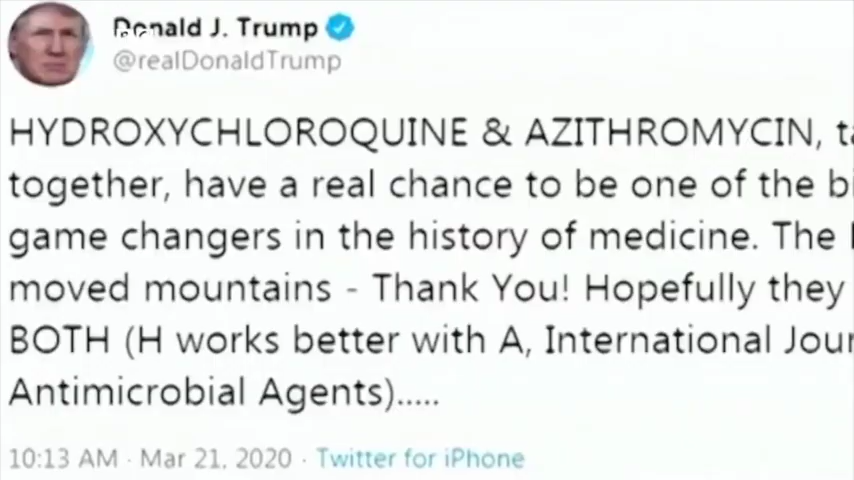 Donald J. Trump
@realDonaldTrump
HYDROXYCHLOROQUINE & AZITHROMYCIN,
together, have a real chance to be one of the
game changers in the history of medicine. The
moved mountains - Thank You! Hopefully they
BOTH (H works better with A, International
Antimicrobial Agents).....
10:13 AM · Mar 21, 2020 · Twitter for iPhone